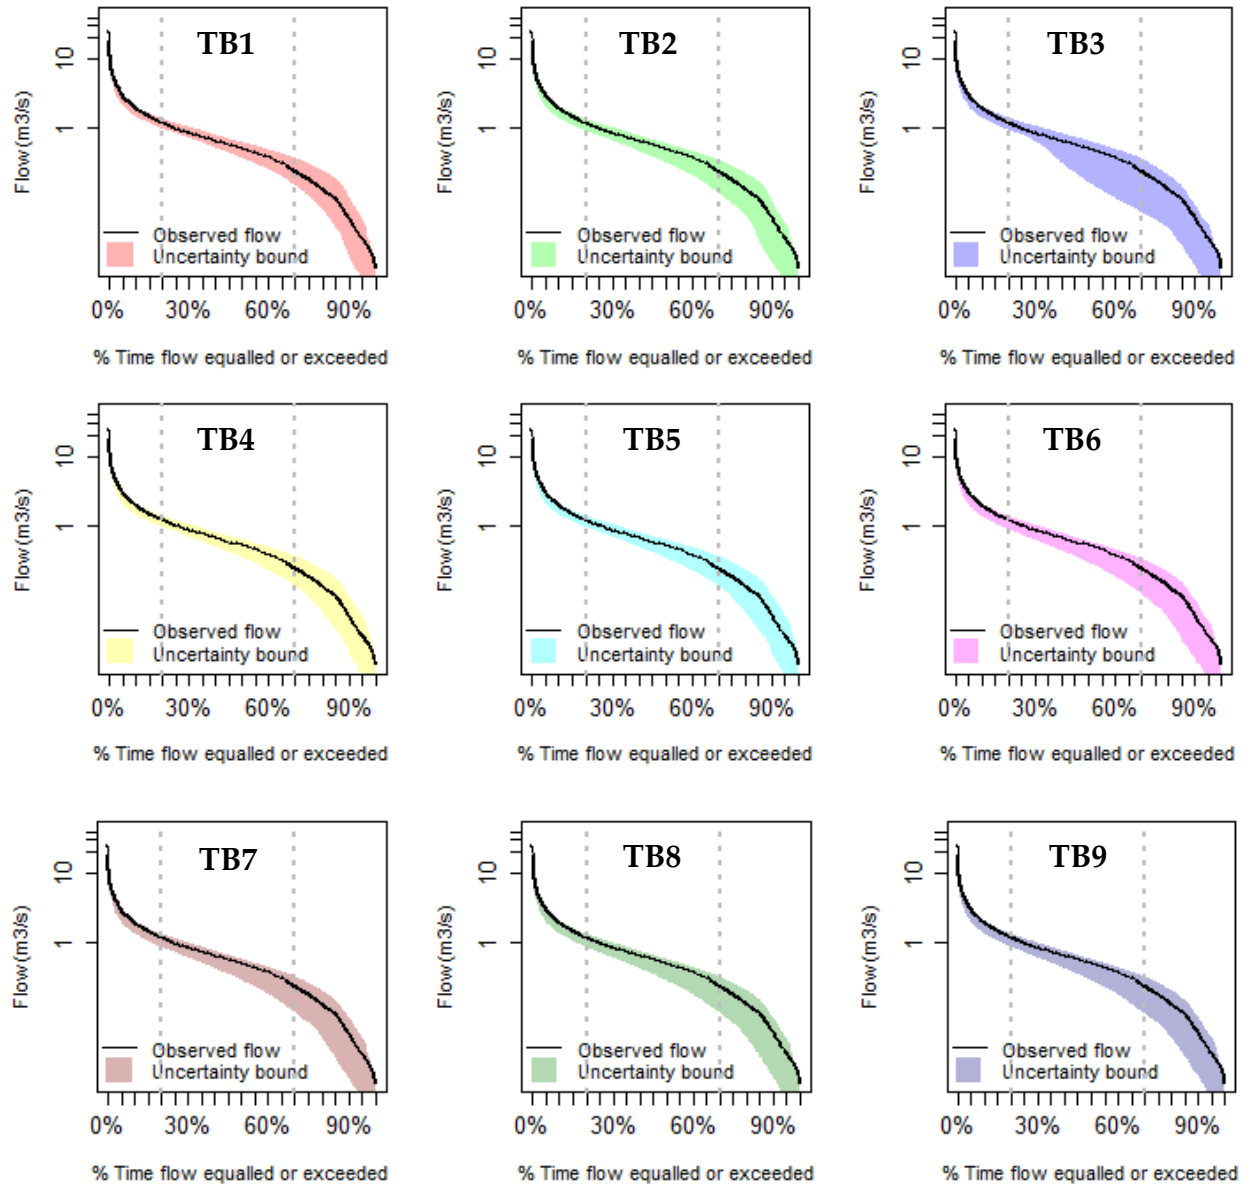 TB1
Flow(m3/s)
10
1
Observed flow
Uncertainty bound
0% 30% 60% 90%
% Time flow equalled or exceeded
TB2
Flow(m3/s)
10
1
Observed flow
Uncertainty bound
0% 30% 60% 90%
% Time flow equalled or exceeded
TB3
Flow(m3/s)
10
1
Observed flow
Uncertainty bound
0% 30% 60% 90%
% Time flow equalled or exceeded
TB4
Flow(m3/s)
10
1
Observed flow
Uncertainty bound
0% 30% 60% 90%
% Time flow equalled or exceeded
TB5
Flow(m3/s)
10
1
Observed flow
Uncertainty bound
0% 30% 60% 90%
% Time flow equalled or exceeded
TB6
Flow(m3/s)
10
1
Observed flow
Uncertainty bound
0% 30% 60% 90%
% Time flow equalled or exceeded
TB7
Flow(m3/s)
10
1
Observed flow
Uncertainty bound
0% 30% 60% 90%
% Time flow equalled or exceeded
TB8
Flow(m3/s)
10
1
Observed flow
Uncertainty bound
0% 30% 60% 90%
% Time flow equalled or exceeded
TB9
Flow(m3/s)
10
1
Observed flow
Uncertainty bound
0% 30% 60% 90%
% Time flow equalled or exceeded